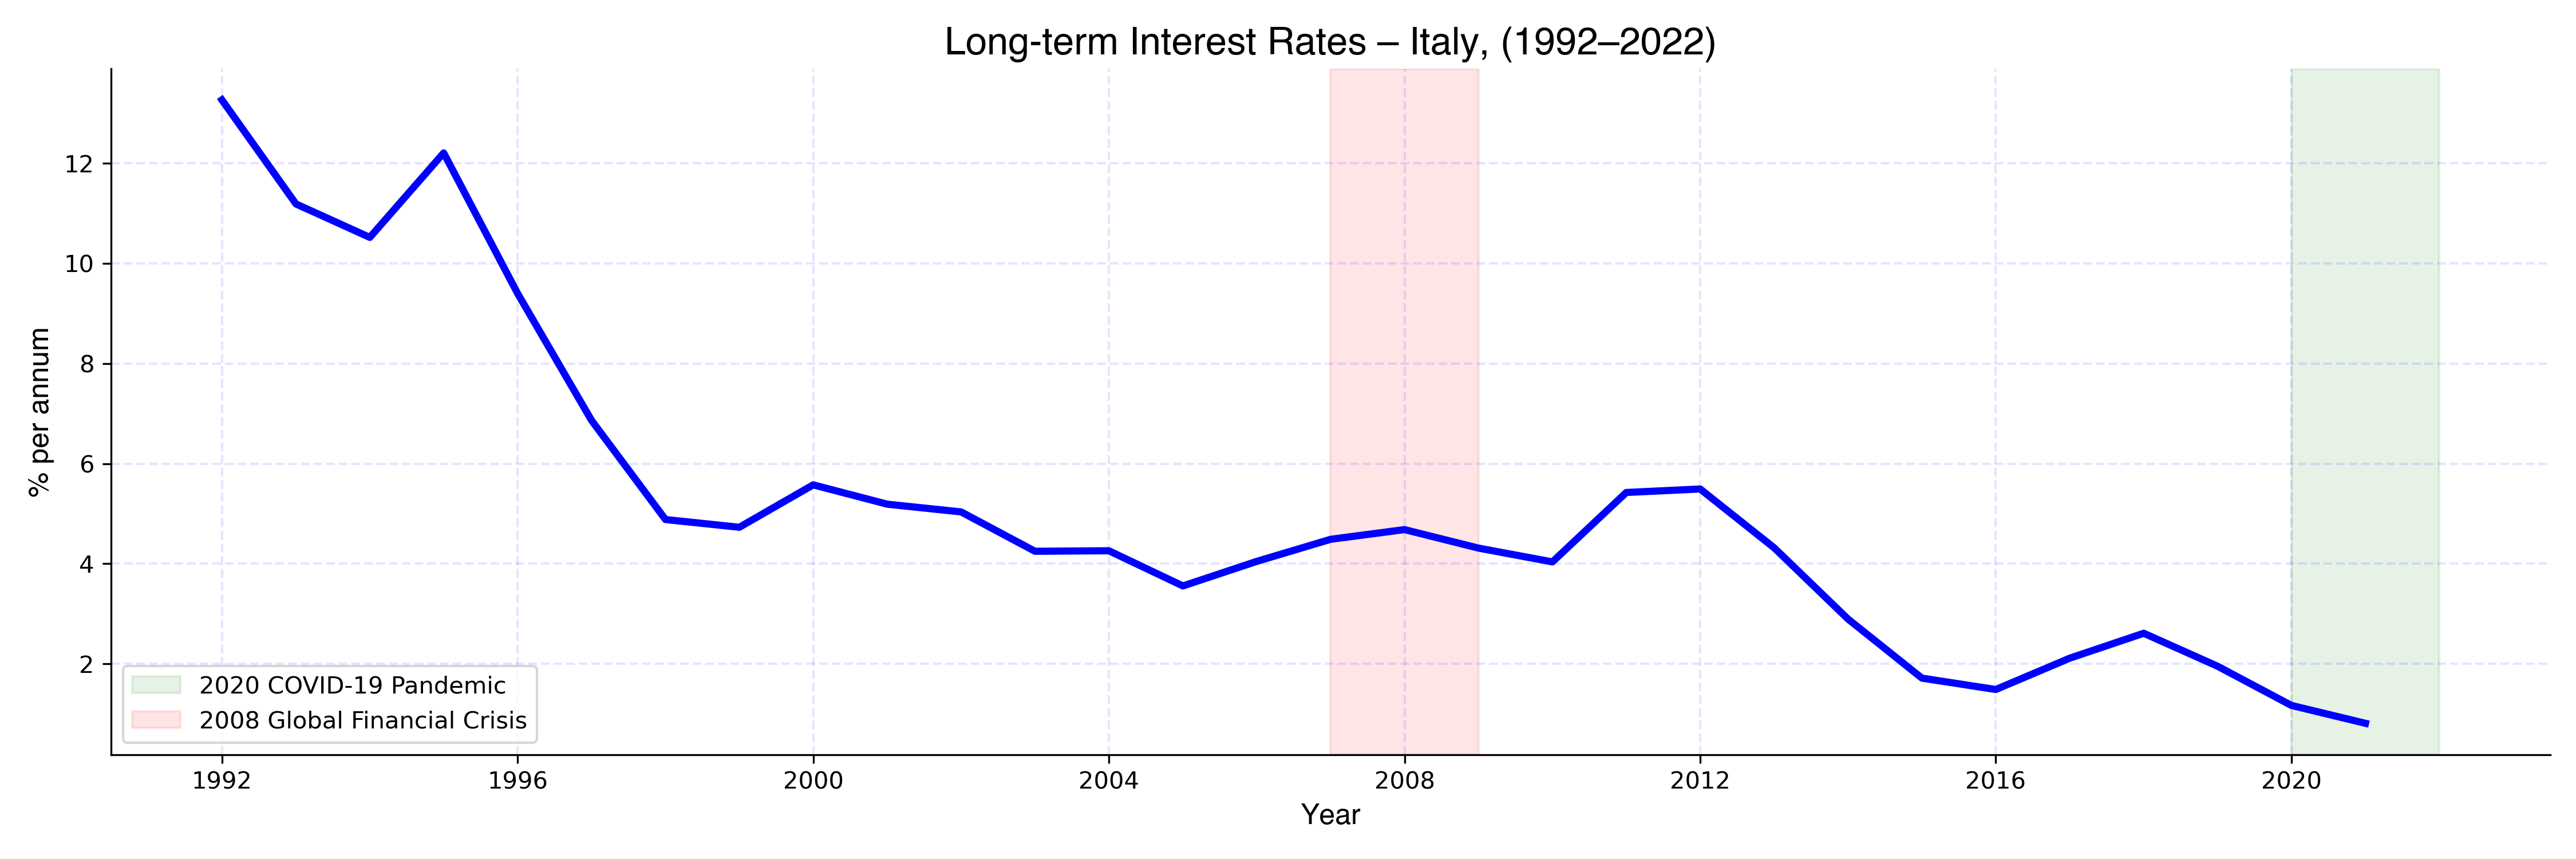 Long-term Interest Rates – Italy, (1992–2022)
% per annum
12
10
8
6
4
2
2020 COVID-19 Pandemic
2008 Global Financial Crisis
1992 1996 2000 2004 2008 2012 2016 2020
Year